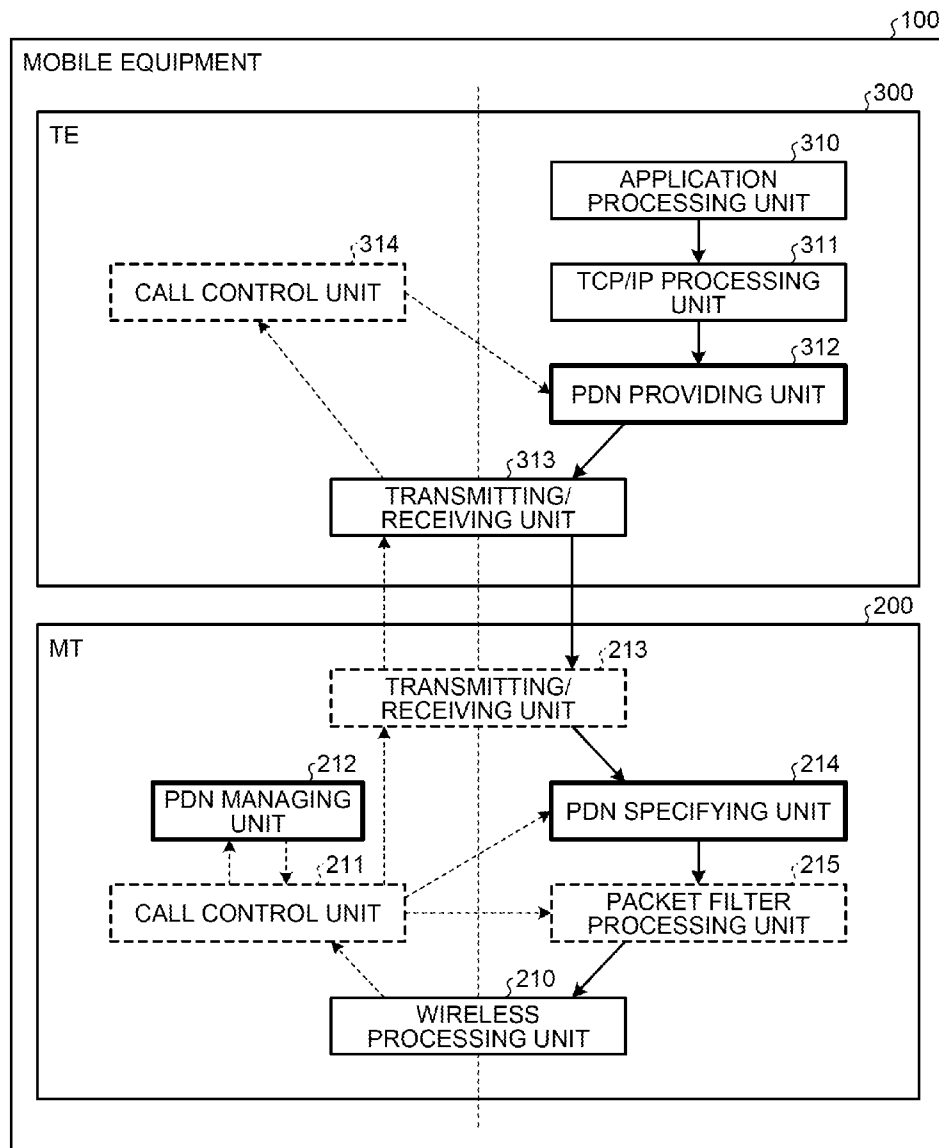 100
MOBILE EQUIPMENT
300
TE
310
APPLICATION
PROCESSING UNIT
314
CALL CONTROL UNIT
311
TCP/IP PROCESSING
UNIT
312
PDN PROVIDING UNIT
313
TRANSMITTING/
RECEIVING UNIT
200
MT
213
TRANSMITTING/
RECEIVING UNIT
212
PDN MANAGING
UNIT
214
PDN SPECIFYING UNIT
211
CALL CONTROL UNIT
215
PACKET FILTER
PROCESSING UNIT
210
WIRELESS
PROCESSING UNIT